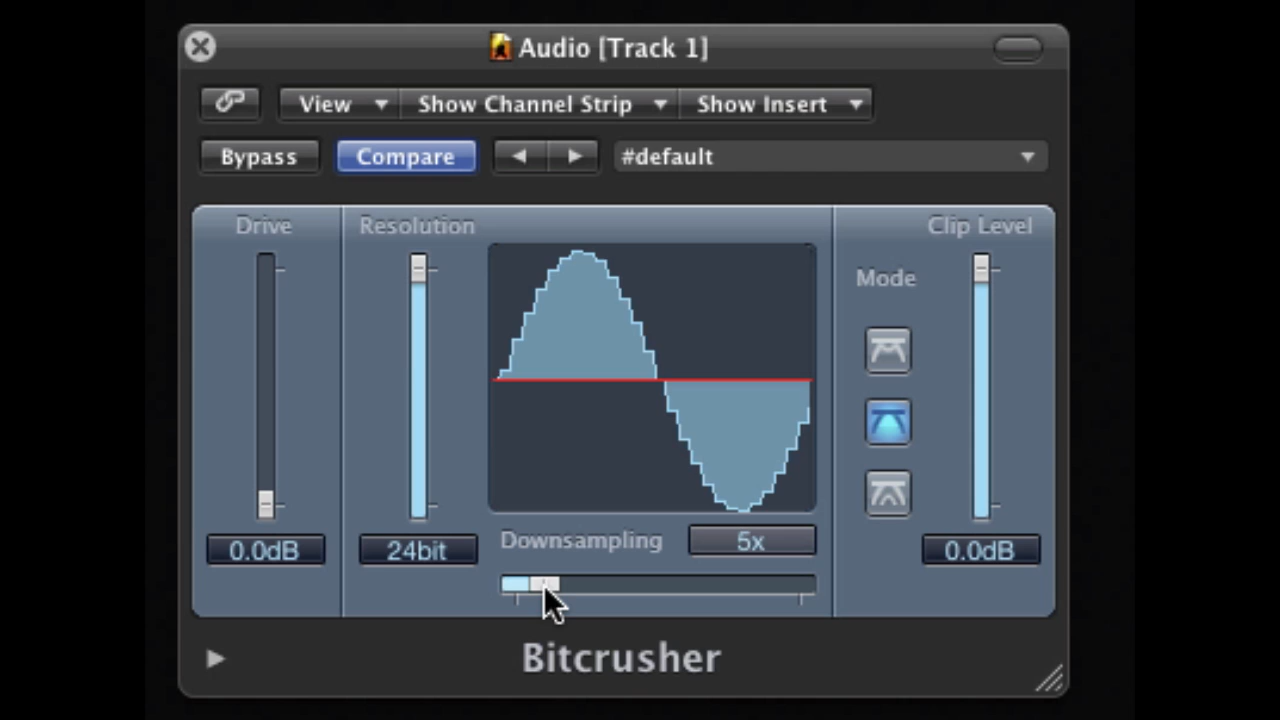 Audio [Track 1]
View Show Channel Strip Show Insert
Bypass Compare #default
Drive Resolution Clip Level
Mode
Downsampling 5x
0.0dB 24bit 0.0dB
Bitcrusher